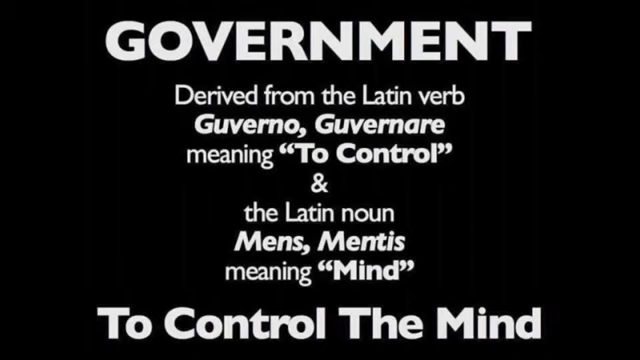 GOVERNMENT
Derived from the Latin verb
Guverno, Guvernare
meaning “To Control”
&
the Latin noun
Mens, Mentis
meaning “Mind”
To Control The Mind